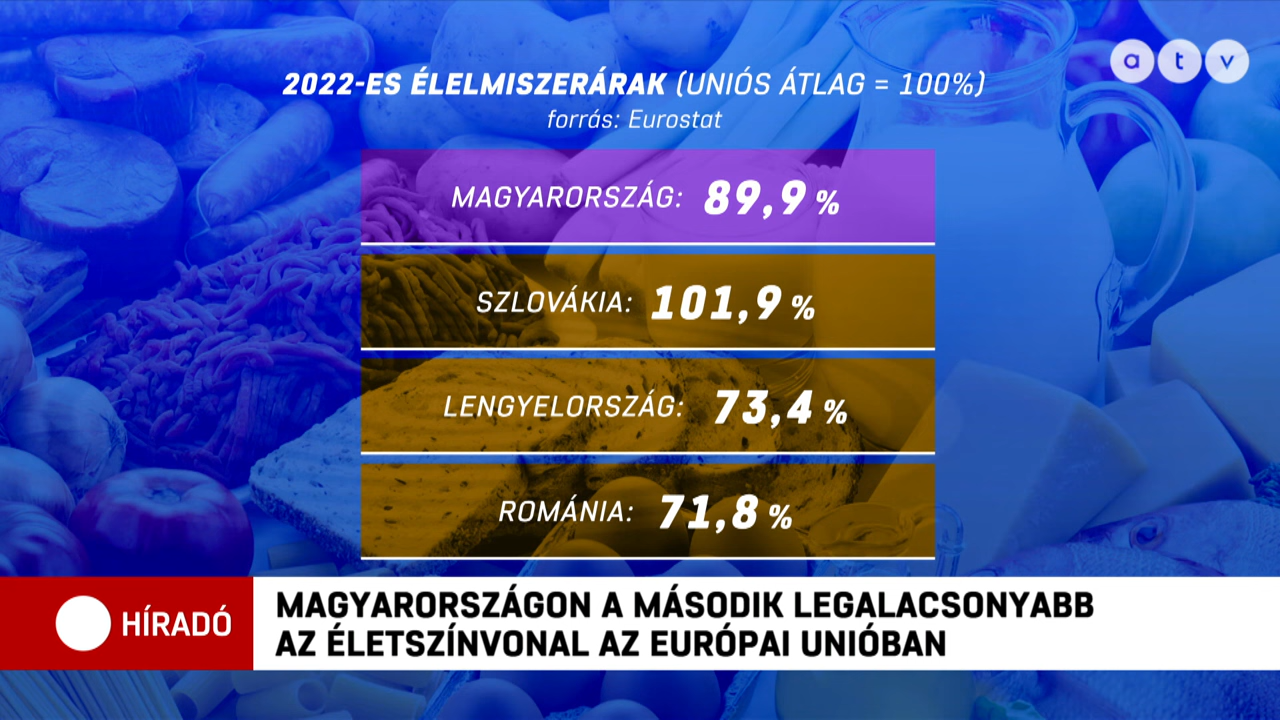 a t v
2022-ES ÉLELMISZERÁRAK (UNIÓS ÁTLAG = 100%)
forrás: Eurostat
MAGYARORSZÁG: 89,9 %
SZLOVÁKIA: 101,9 %
LENGYELORSZÁG: 73,4 %
ROMÁNIA: 71,8 %
HÍRADÓ
MAGYARORSZÁGON A MÁSODIK LEGALACSONYABB
AZ ÉLETSZÍNVONAL AZ EURÓPAI UNIÓBAN